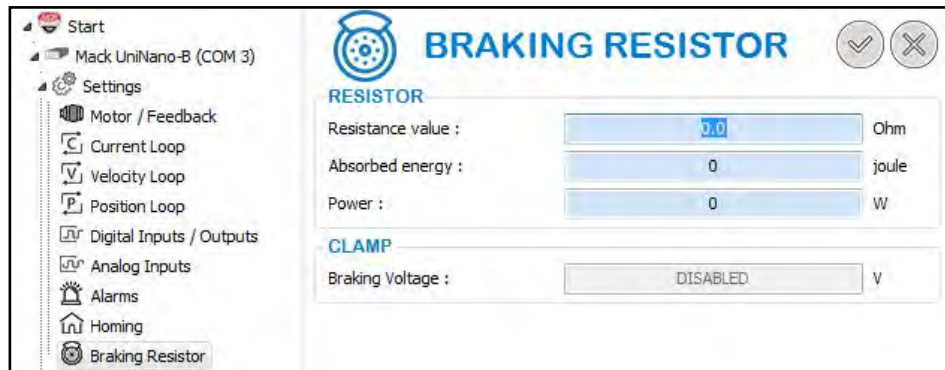 Start
Mack UniNano-B (COM 3)
Settings
Motor / Feedback
C Current Loop
V Velocity Loop
P Position Loop
Digital Inputs / Outputs
Analog Inputs
Alarms
Homing
Braking Resistor
BRAKING RESISTOR
RESISTOR
Resistance value : 0.0 Ohm
Absorbed energy : 0 joule
Power : 0 W
CLAMP
Braking Voltage : DISABLED V